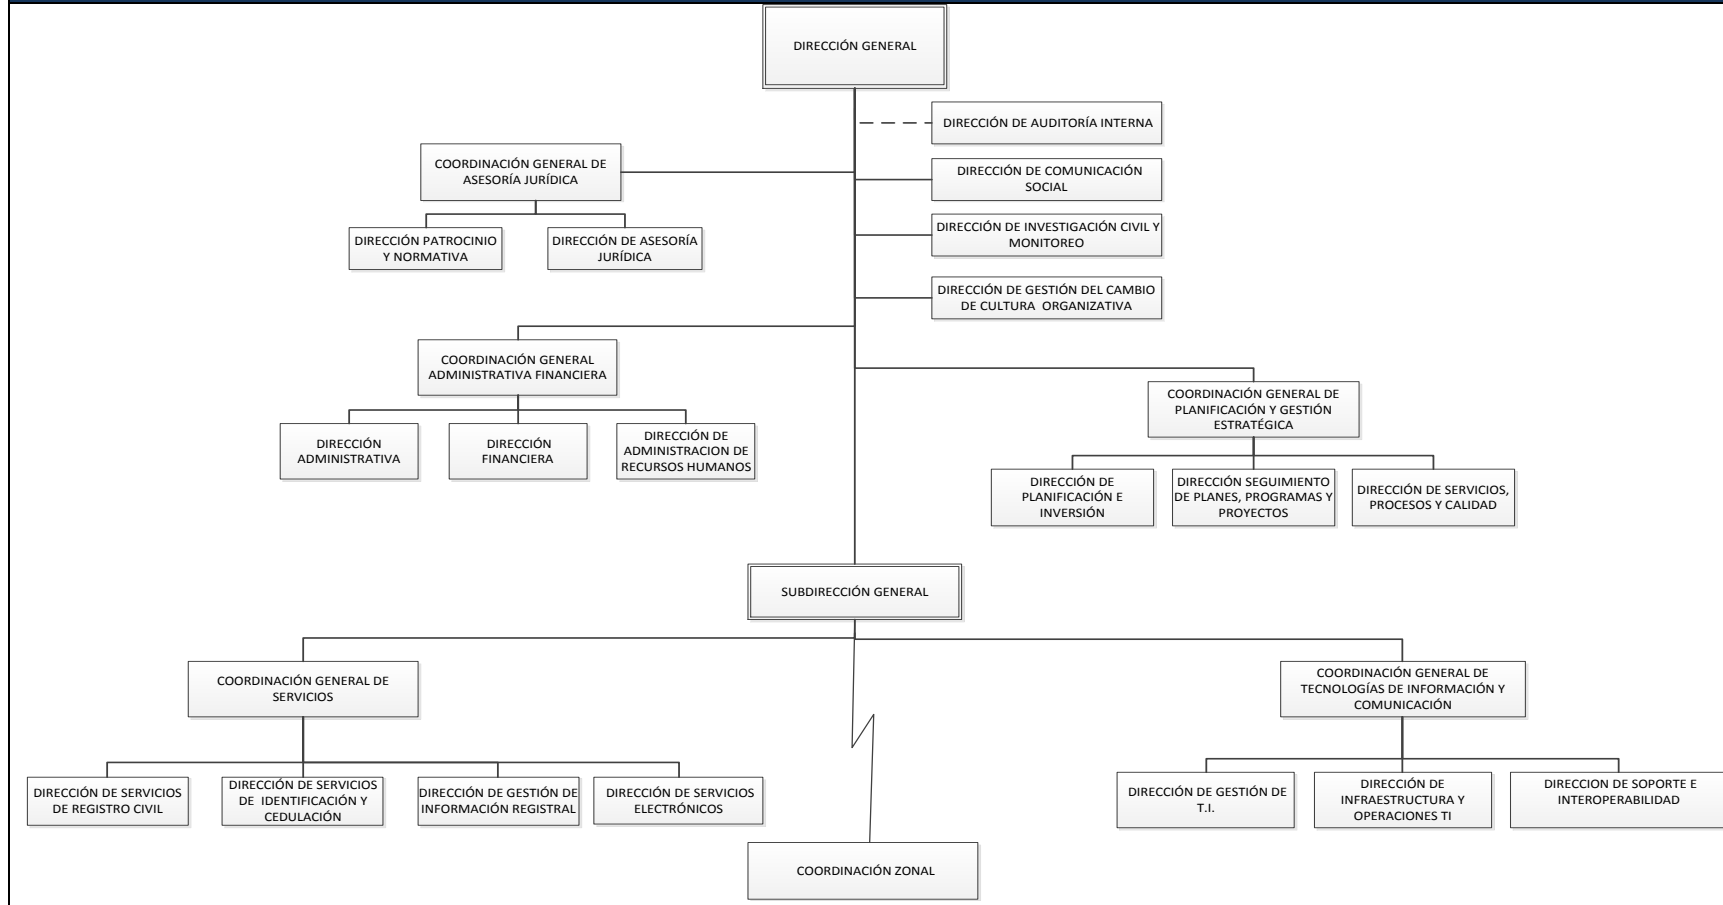 DIRECCIÓN GENERAL
DIRECCIÓN DE AUDITORÍA INTERNA
COORDINACIÓN GENERAL DE
ASESORÍA JURÍDICA
DIRECCIÓN DE COMUNICACIÓN
SOCIAL
DIRECCIÓN PATROCINIO
Y NORMATIVA
DIRECCIÓN DE ASESORÍA
JURÍDICA
DIRECCIÓN DE INVESTIGACIÓN CIVIL Y
MONITOREO
DIRECCIÓN DE GESTIÓN DEL CAMBIO
DE CULTURA ORGANIZATIVA
COORDINACIÓN GENERAL
ADMINISTRATIVA FINANCIERA
COORDINACIÓN GENERAL DE
PLANIFICACIÓN Y GESTIÓN
ESTRATÉGICA
DIRECCIÓN
ADMINISTRATIVA
DIRECCIÓN
FINANCIERA
DIRECCIÓN DE
ADMINISTRACION DE
RECURSOS HUMANOS
DIRECCIÓN DE
PLANIFICACIÓN E
INVERSIÓN
DIRECCIÓN SEGUIMIENTO
DE PLANES, PROGRAMAS Y
PROYECTOS
DIRECCIÓN DE SERVICIOS,
PROCESOS Y CALIDAD
SUBDIRECCIÓN GENERAL
COORDINACIÓN GENERAL DE
SERVICIOS
COORDINACIÓN GENERAL DE
TECNOLOGÍAS DE INFORMACIÓN Y
COMUNICACIÓN
DIRECCIÓN DE SERVICIOS
DE REGISTRO CIVIL
DIRECCIÓN DE SERVICIOS
DE IDENTIFICACIÓN Y
CEDULACIÓN
DIRECCIÓN DE GESTIÓN DE
INFORMACIÓN REGISTRAL
DIRECCIÓN DE SERVICIOS
ELECTRÓNICOS
DIRECCIÓN DE GESTIÓN DE
T.I.
DIRECCIÓN DE
INFRAESTRUCTURA Y
OPERACIONES TI
DIRECCION DE SOPORTE E
INTEROPERABILIDAD
COORDINACIÓN ZONAL